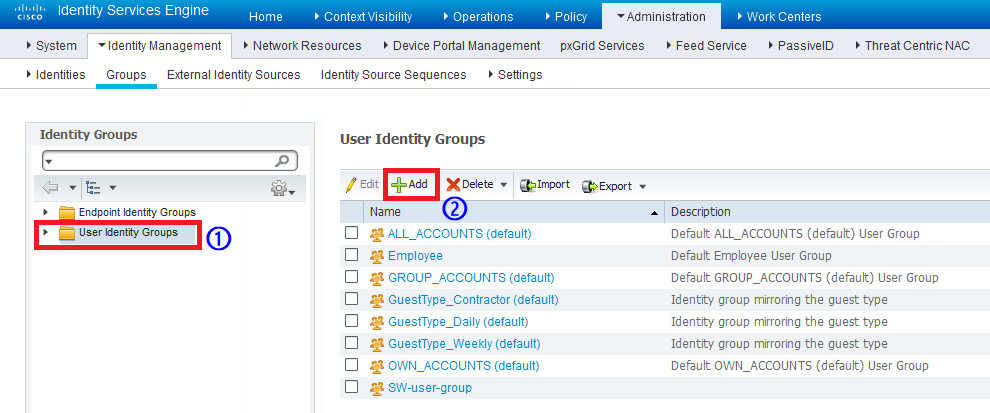 Identity Services Engine
CISCO
Home Context Visibility Operations Policy Administration Work Centers
System Identity Management Network Resources Device Portal Management pxGrid Services Feed Service PassiveID Threat Centric NAC
Identities Groups External Identity Sources Identity Source Sequences Settings
Identity Groups
Endpoint Identity Groups
User Identity Groups
1
User Identity Groups
Edit Add Delete Import Export
2
Name Description
ALL_ACCOUNTS (default) Default ALL_ACCOUNTS (default) User Group
Employee Default Employee User Group
GROUP_ACCOUNTS (default) Default GROUP_ACCOUNTS (default) User Group
GuestType_Contractor (default) Identity group mirroring the guest type
GuestType_Daily (default) Identity group mirroring the guest type
GuestType_Weekly (default) Identity group mirroring the guest type
OWN_ACCOUNTS (default) Default OWN_ACCOUNTS (default) User Group
SW-user-group